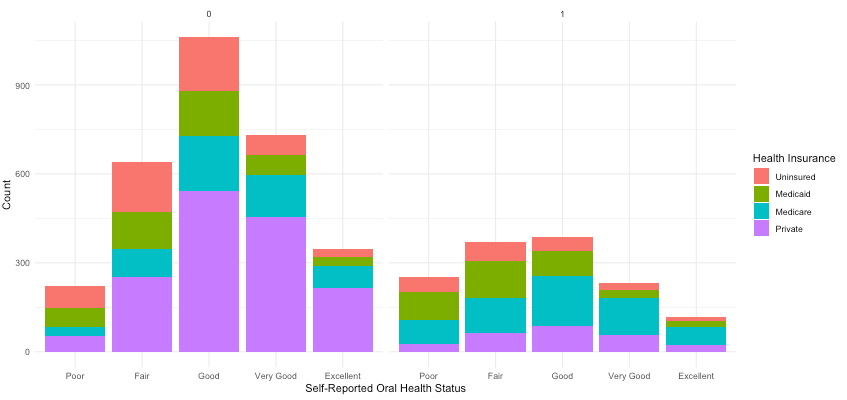 0 1
900
600
300
0
Count
Poor Fair Good Very Good Excellent Poor Fair Good Very Good Excellent
Self-Reported Oral Health Status
Health Insurance
Uninsured
Medicaid
Medicare
Private